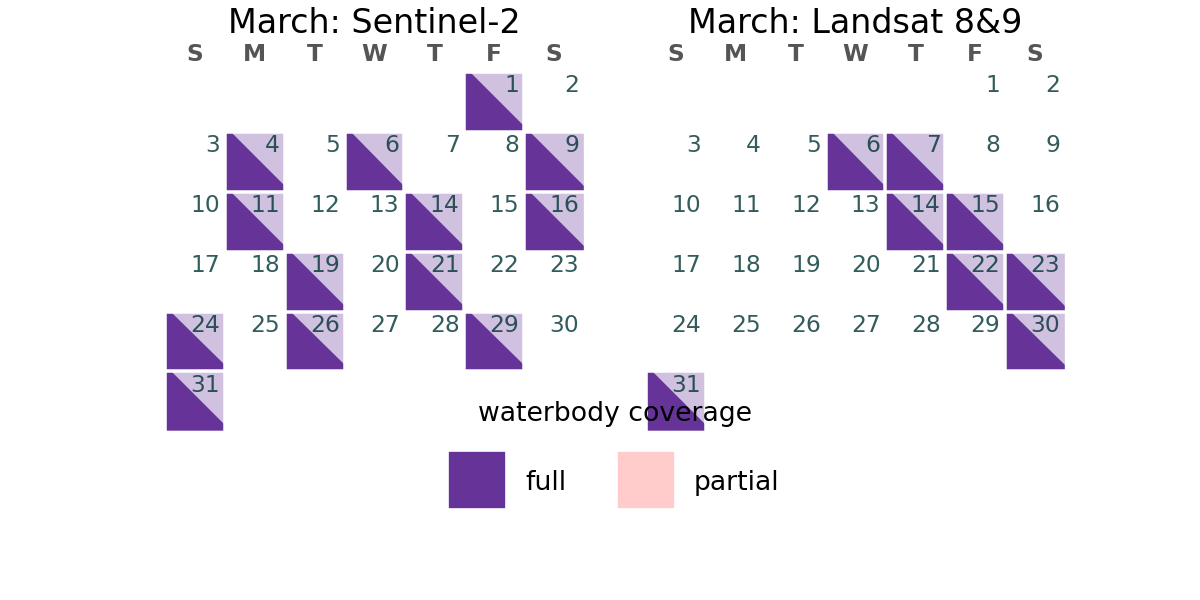 March: Sentinel-2
S M T W T F S
1 2
3 4 5 6 7 8 9
10 11 12 13 14 15 16
17 18 19 20 21 22 23
24 25 26 27 28 29 30
31
March: Landsat 8&9
S M T W T F S
1 2
3 4 5 6 7 8 9
10 11 12 13 14 15 16
17 18 19 20 21 22 23
24 25 26 27 28 29 30
31
waterbody coverage
full
partial